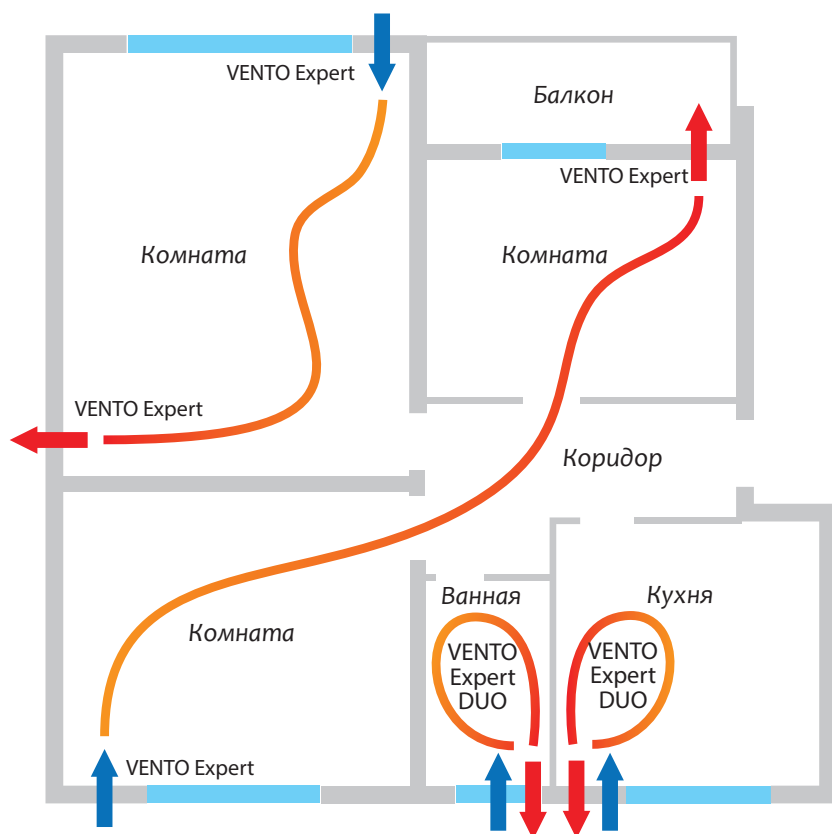 VENTO Expert
Балкон
VENTO Expert
Комната
Комната
VENTO Expert
Коридор
Ванная
Кухня
Комната
VENTO
Expert
DUO
VENTO
Expert
DUO
VENTO Expert